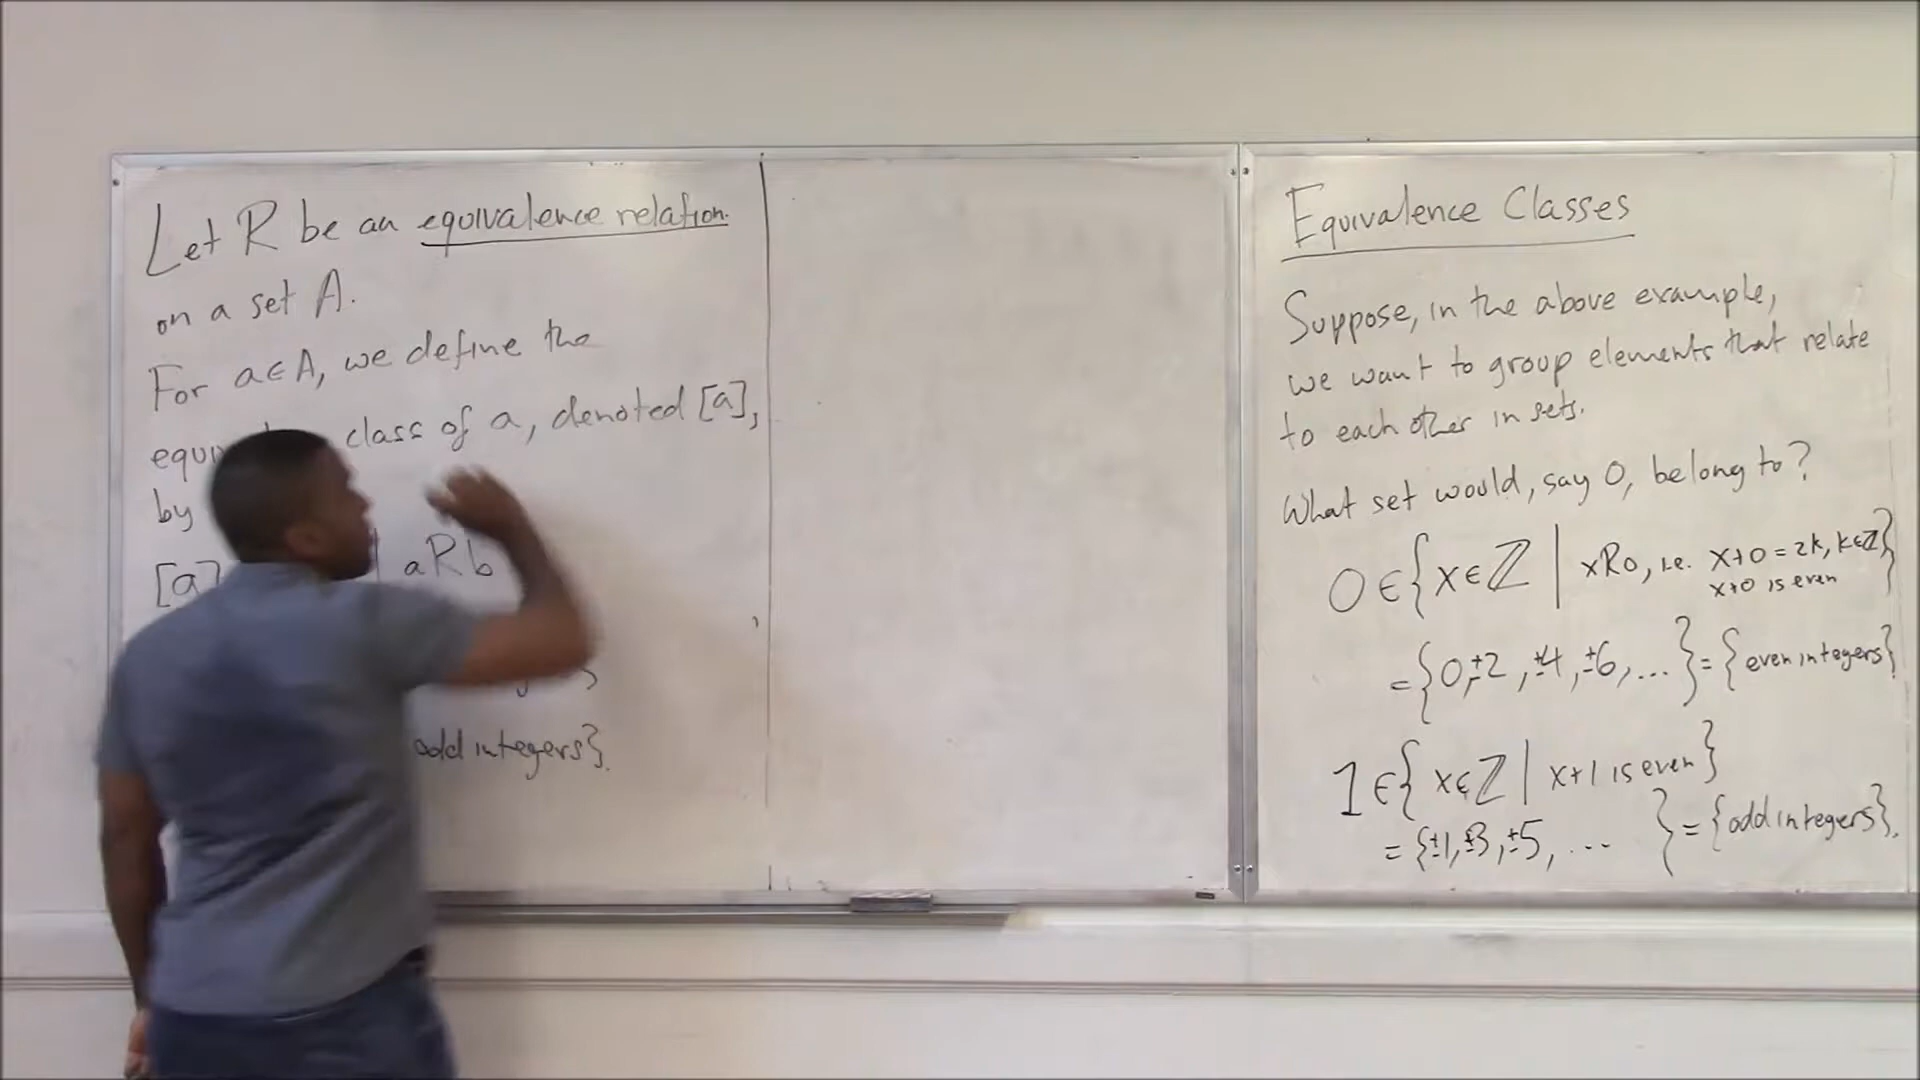 Let R be an equivalence relation.
on a set A.
For a∈A, we define the
class of a, denoted [a],
by
[a] | aRb
odd integers}.
Equivalence Classes
Suppose, in the above example,
we want to group elements that relate
to each other in sets.
What set would, say 0, belong to?
0 ∈ {x∈ℤ | xR0, i.e. x+0 = 2k, k∈ℤ}
x+0 is even
= {0,±2, ±4, ±6, ...} = {even integers}
1 ∈ {x∈ℤ | x+1 is even}
= {±1, ±3, ±5, ... } = {odd integers}.